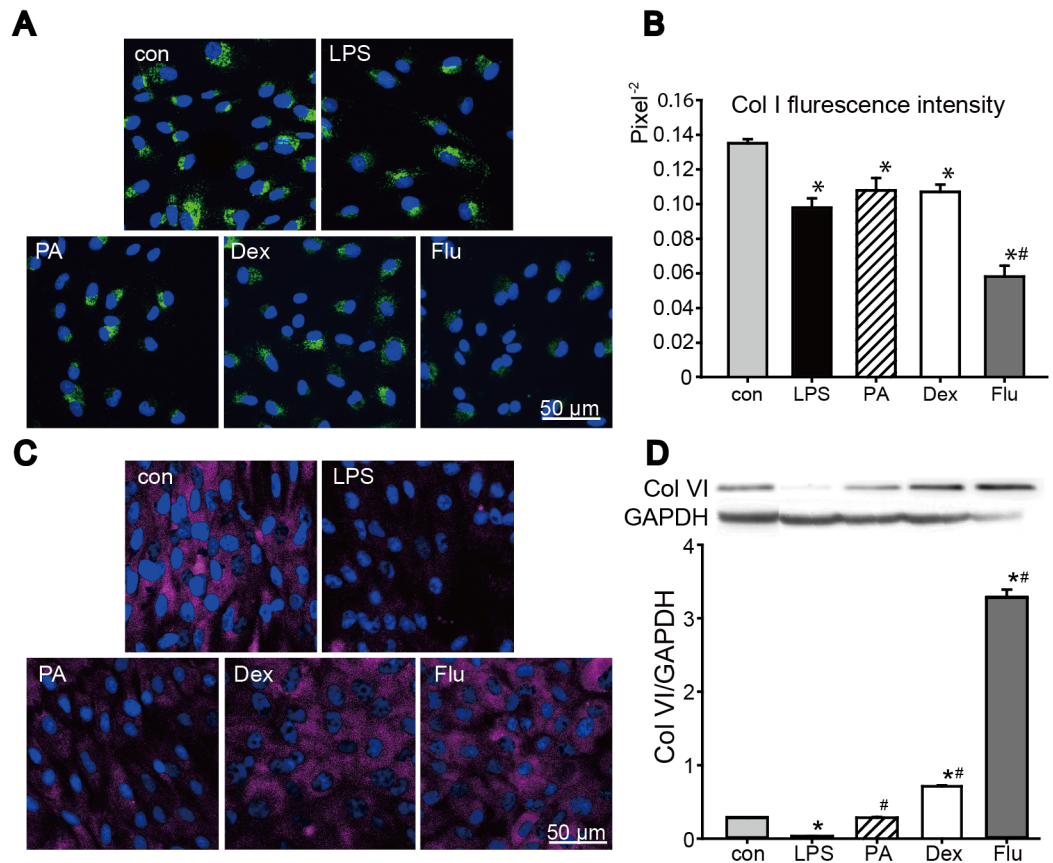 A
con
LPS
PA
Dex
Flu
50 µm
B
Col I flurescence intensity
Pixel-2
0.16
0.14
0.12
0.10
0.08
0.06
0.04
0.02
0
*
*
*
*#
con
LPS
PA
Dex
Flu
C
con
LPS
PA
Dex
Flu
50 µm
D
Col VI
GAPDH
Col VI/GAPDH
4
3
2
1
0
*
#
*#
*#
con
LPS
PA
Dex
Flu